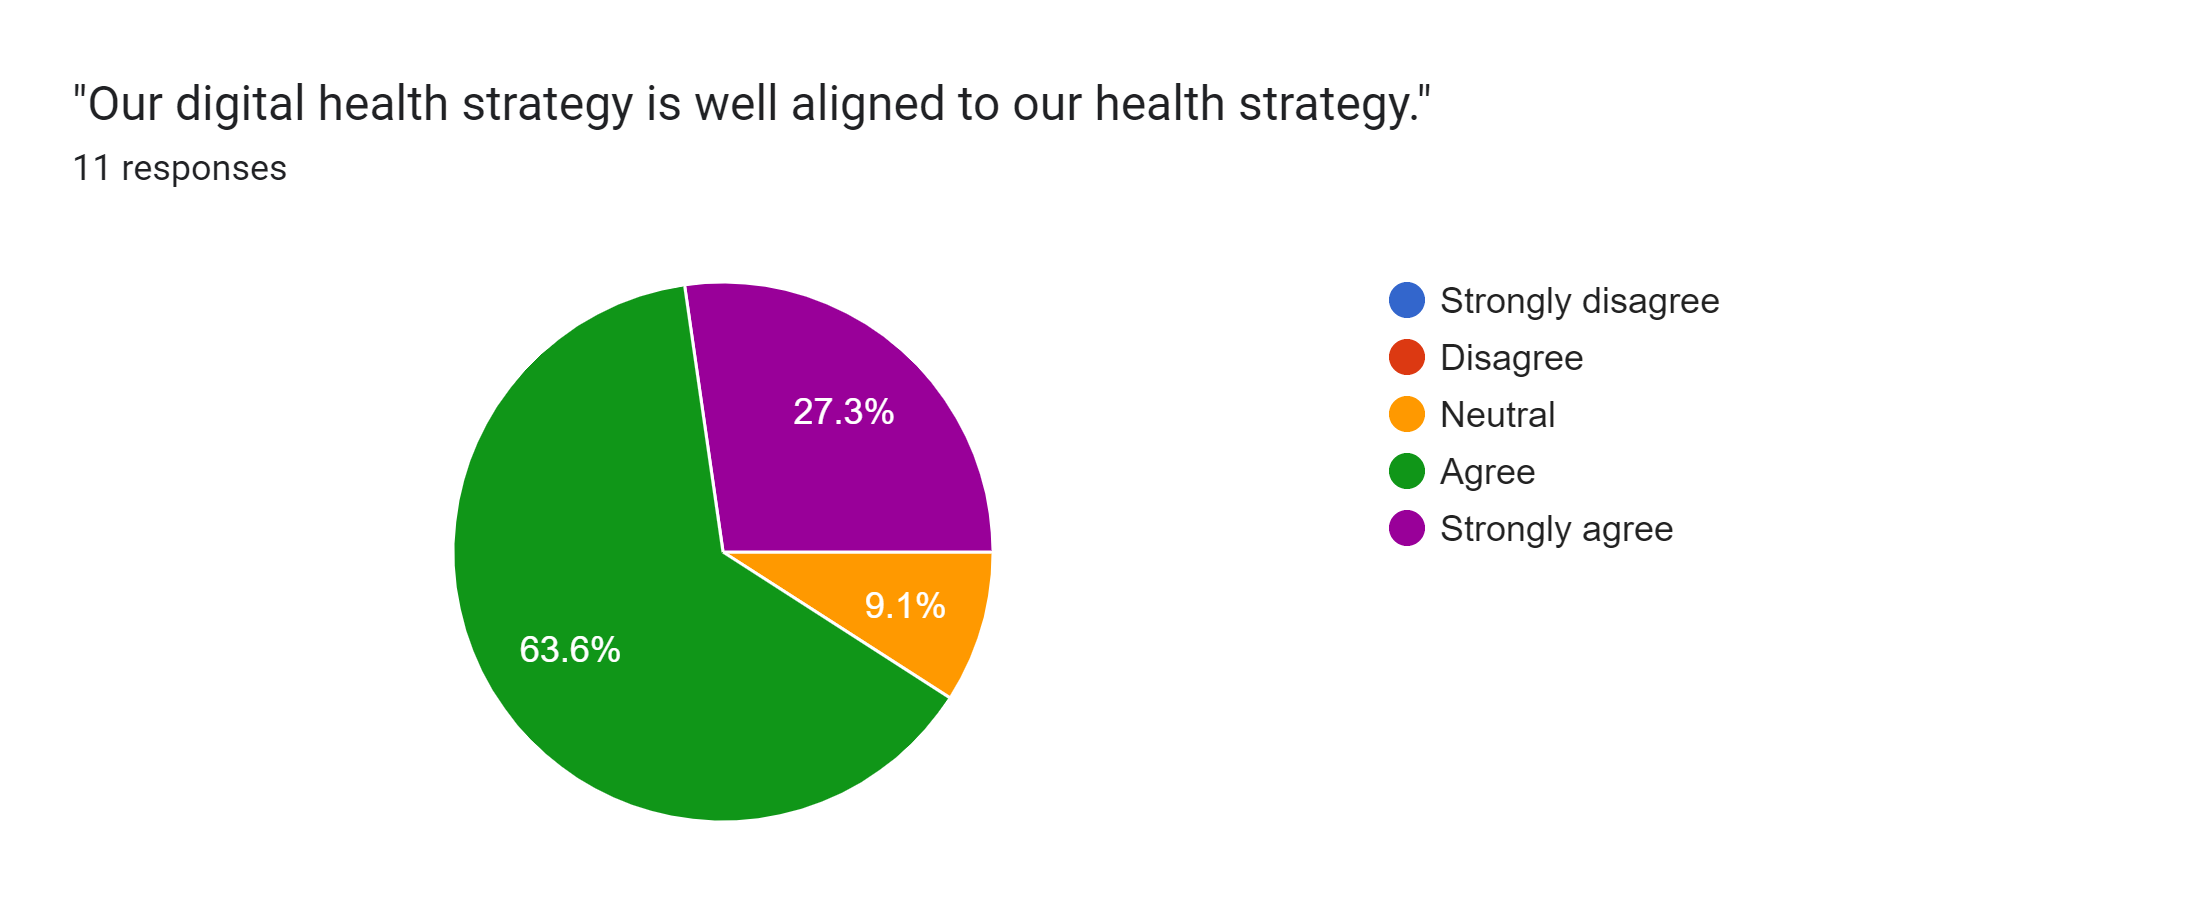 "Our digital health strategy is well aligned to our health strategy."
11 responses
27.3%
9.1%
63.6%
Strongly disagree
Disagree
Neutral
Agree
Strongly agree